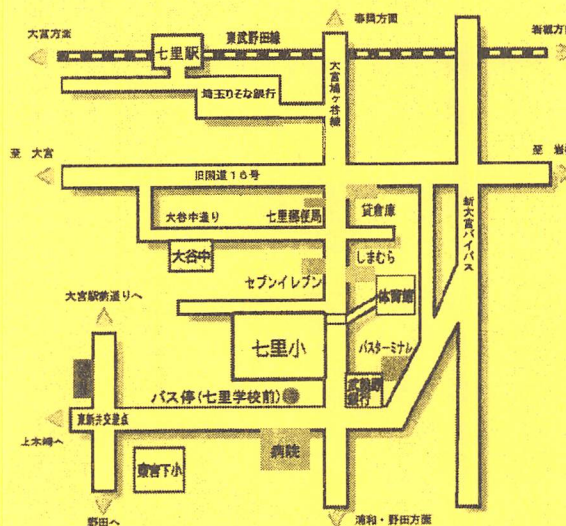 春岡方面
大宮方面
七里駅
東武野田線
岩槻方面
大宮鳩ヶ谷線
埼玉りそな銀行
至 大宮
旧国道16号
至 岩槻
新大宮バイパス
大谷中通り
七里郵便局
貸倉庫
大谷中
しまむら
セブンイレブン
体育館
大宮駅前通りへ
七里小
バスターミナル
武蔵野銀行
バス停(七里学校前)
東新井交差点
上木崎へ
病院
東宮下小
野田へ
浦和・野田方面